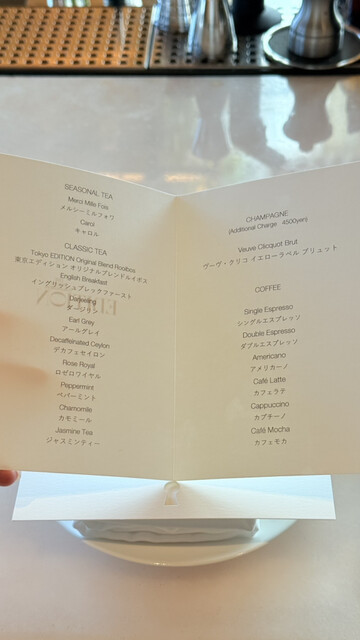 SEASONAL TEA
Merci Mille Fois
メルシーミルフォワ
Carol
キャロル
CLASSIC TEA
Tokyo EDITION Original Blend Rooibos
東京エディション オリジナルブレンドルイボス
English Breakfast
イングリッシュブレックファースト
Darjeeling
ダージリン
Earl Grey
アールグレイ
Decaffeinated Ceylon
デカフェセイロン
Rose Royal
ロゼロワイヤル
Peppermint
ペパーミント
Chamomile
カモミール
Jasmine Tea
ジャスミンティー
CHAMPAGNE
(Additional Charge 4500yen)
Veuve Clicquot Brut
ヴーヴ・クリコ イエローラベル ブリュット
COFFEE
Single Espresso
シングルエスプレッソ
Double Espresso
ダブルエスプレッソ
Americano
アメリカーノ
Café Latte
カフェラテ
Cappuccino
カプチーノ
Café Mocha
カフェモカ